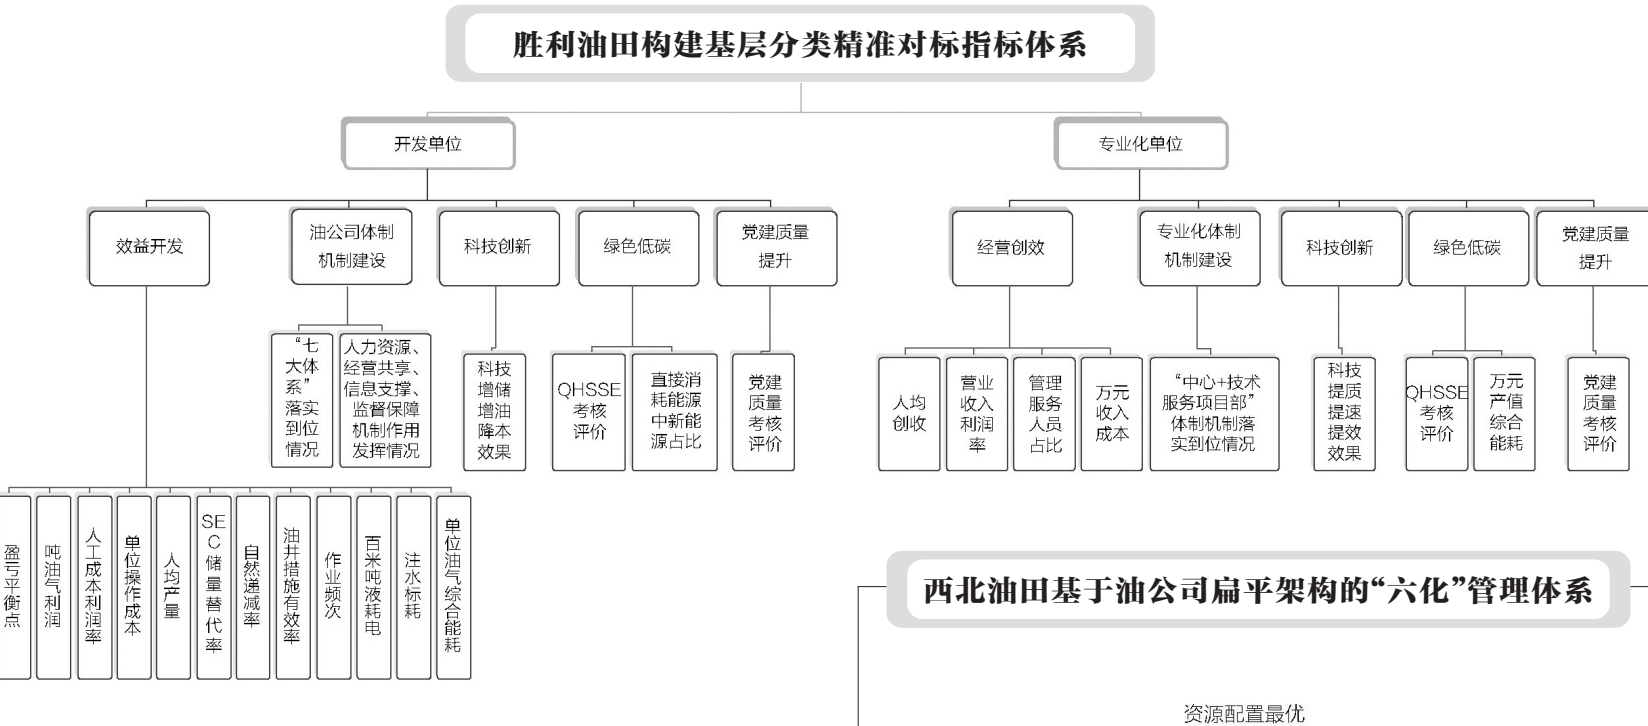 胜利油田构建基层分类精准对标指标体系
开发单位
专业化单位
效益开发
油公司体制
机制建设
科技创新
绿色低碳
党建质量
提升
经营创效
专业化体制
机制建设
科技创新
绿色低碳
党建质量
提升
“七
大体
系”
落实
到位
情况
人力资源、
经营共享、
信息支撑、
监督保障
机制作用
发挥情况
科技
增储
增油
降本
效果
QHSSE
考核
评价
直接消
耗能源
中新能
源占比
党建
质量
考核
评价
人均
创收
营业
收入
利润
率
管理
服务
人员
占比
万元
收入
成本
“中心+技术
服务项目部”
体制机制落
实到位情况
科技
提质
提速
提效
效果
QHSSE
考核
评价
万元
产值
综合
能耗
党建
质量
考核
评价
盈亏平衡点
吨油气利润
人工成本利润率
单位操作成本
人均产量
SEC储量替代率
自然递减率
油井措施有效率
作业频次
百米吨液耗电
注水标耗
单位油气综合能耗
西北油田基于油公司扁平架构的“六化”管理体系
资源配置最优